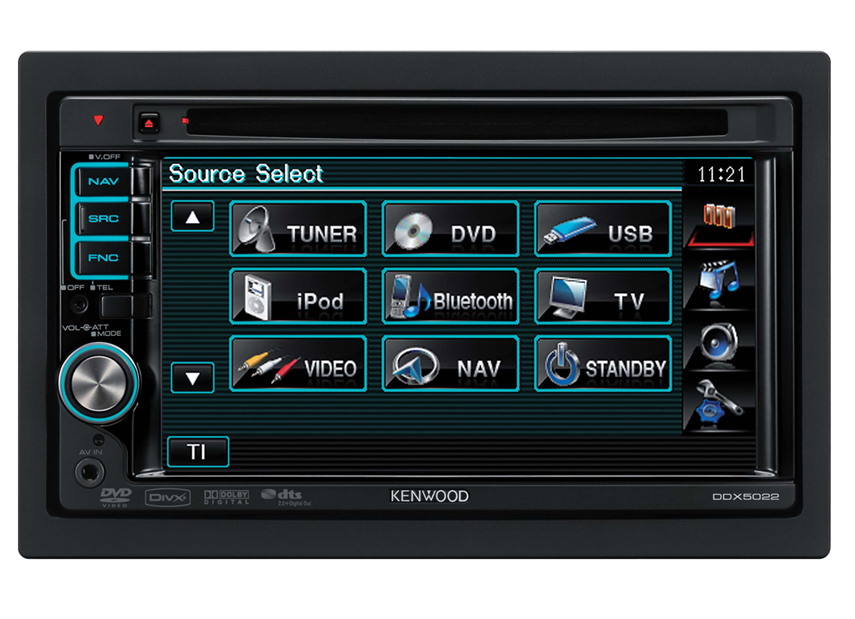 V.OFF
NAV
SRC
FNC
OFF TEL
VOL ATT
MODE
AV IN
Source Select
11:21
TUNER
DVD
USB
iPod
Bluetooth
TV
VIDEO
NAV
STANDBY
TI
DVD
VIDEO
DIVX
DOLBY
DIGITAL
dts
2.0+Digital Out
KENWOOD
DDX5022